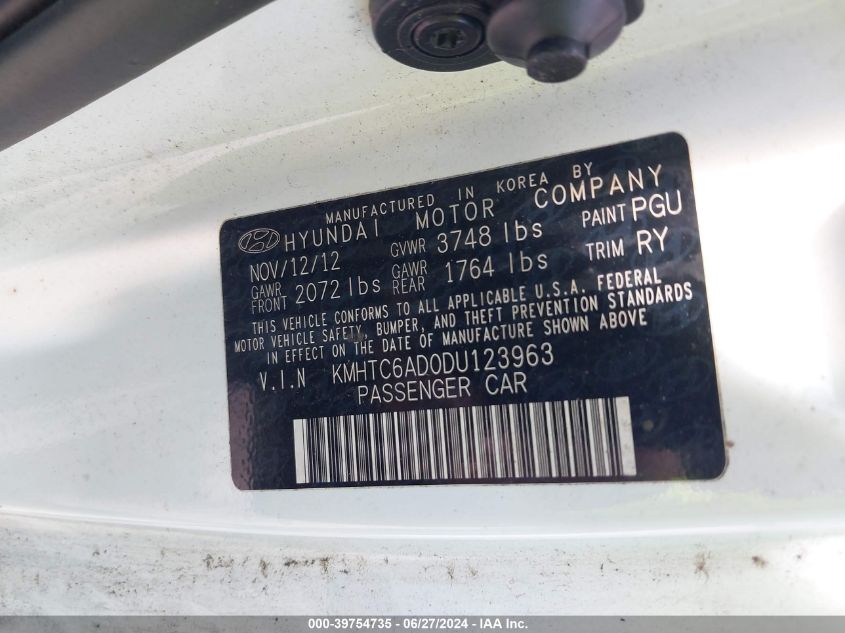 MANUFACTURED IN KOREA BY
HYUNDAI MOTOR COMPANY
NOV/12/12 GVWR 3748 lbs PAINT PGU
GAWR FRONT 2072 lbs GAWR REAR 1764 lbs TRIM RY
THIS VEHICLE CONFORMS TO ALL APPLICABLE U.S.A. FEDERAL
MOTOR VEHICLE SAFETY, BUMPER, AND THEFT PREVENTION STANDARDS
IN EFFECT ON THE DATE OF MANUFACTURE SHOWN ABOVE
V.I.N KMHTC6AD0DU123963
PASSENGER CAR
000-39754735 - 06/27/2024 - IAA Inc.